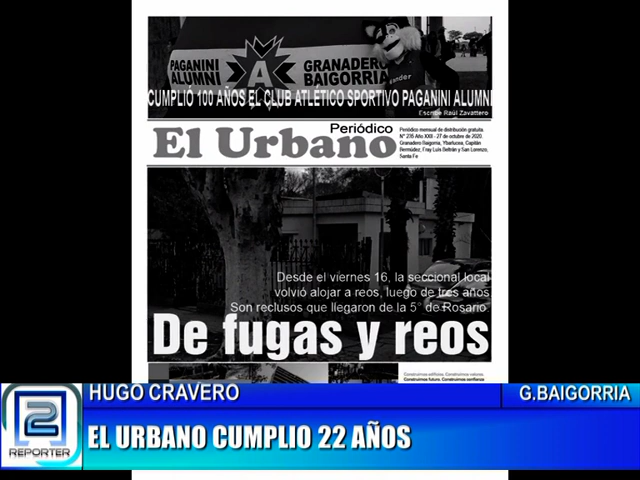 PAGANINI
ALUMNI
A
GRANADERO
BAIGORRIA
CUMPLIÓ 100 AÑOS EL CLUB ATLÉTICO SPORTIVO PAGANINI ALUMNI
Escribe Raúl Zavattero
Periódico
El Urbano
Periódico mensual de distribución gratuita.
N° 235 Año XXII - 27 de octubre de 2020.
Granadero Baigorria, Ybarlucea, Capitán
Bermúdez, Fray Luis Beltrán y San Lorenzo,
Santa Fe
Desde el viernes 16, la seccional local
volvió alojar a reos, luego de tres años
Son reclusos que llegaron de la 5° de Rosario
De fugas y reos
Construimos edificios. Construimos valores.
Construimos futuro. Construimos confianza
HUGO CRAVERO
G.BAIGORRIA
2
REPORTER
EL URBANO CUMPLIO 22 AÑOS